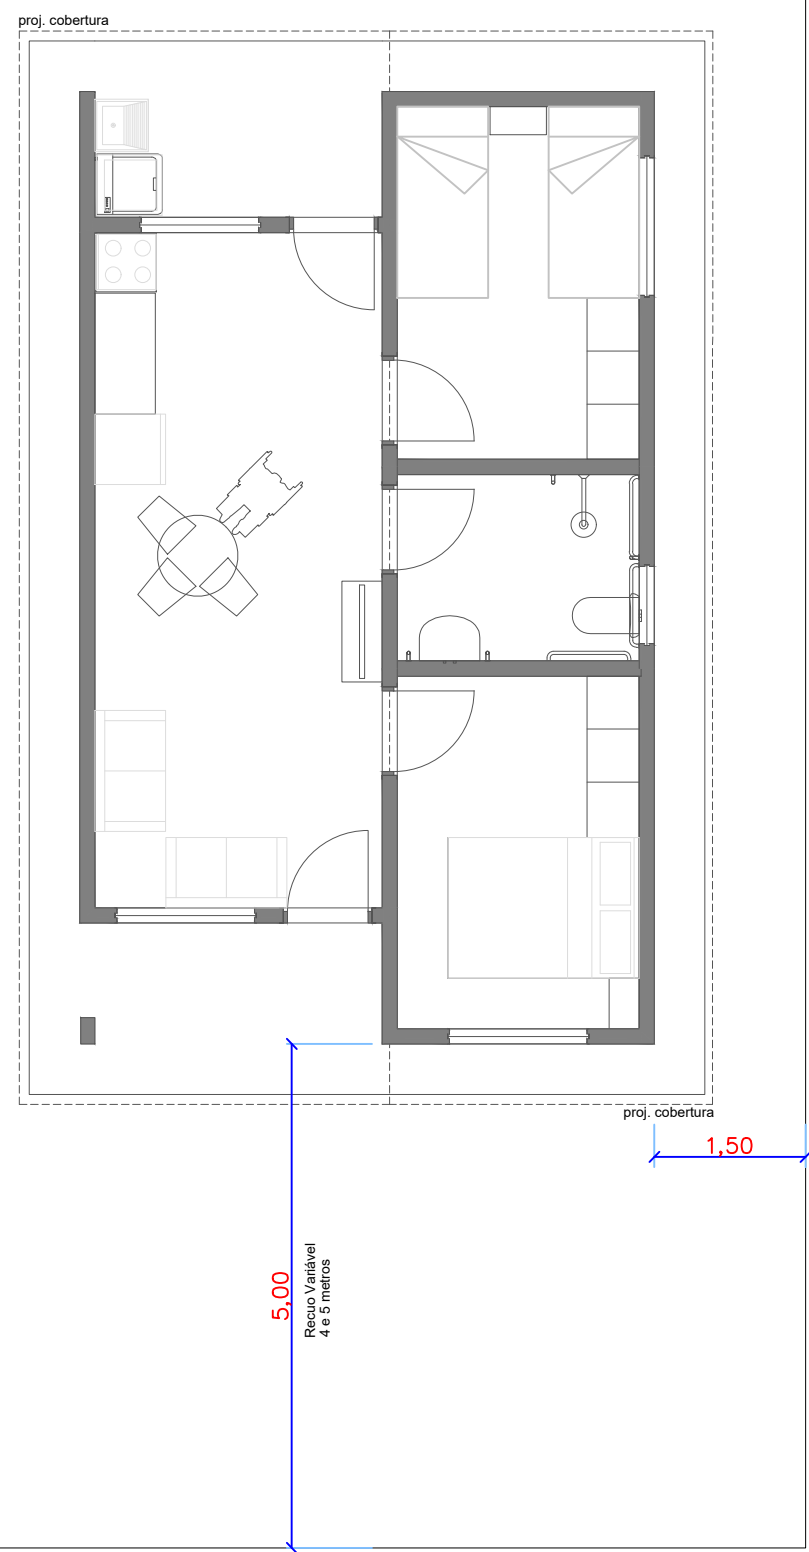 proj. cobertura
proj. cobertura
1,50
5,00
Recuo Variável
4 e 5 metros